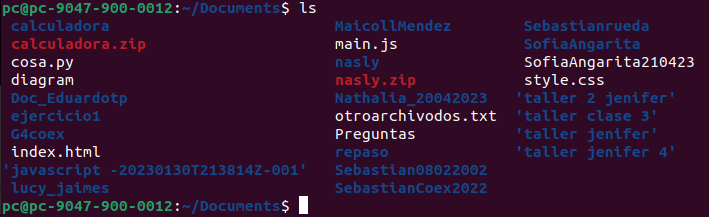 pc@pc-9047-900-0012:~/Documents$ ls
calculadora MaicollMendez Sebastianrueda
calculadora.zip main.js SofiaAngarita
cosa.py nasly SofiaAngarita210423
diagram nasly.zip style.css
Doc_Eduardotp Nathalia_20042023 'taller 2 jenifer'
ejercicio1 otroarchivodos.txt 'taller clase 3'
G4coex Preguntas 'taller jenifer'
index.html repaso 'taller jenifer 4'
'javascript -20230130T213814Z-001' Sebastian08022002
lucy_jaimes SebastianCoex2022
pc@pc-9047-900-0012:~/Documents$